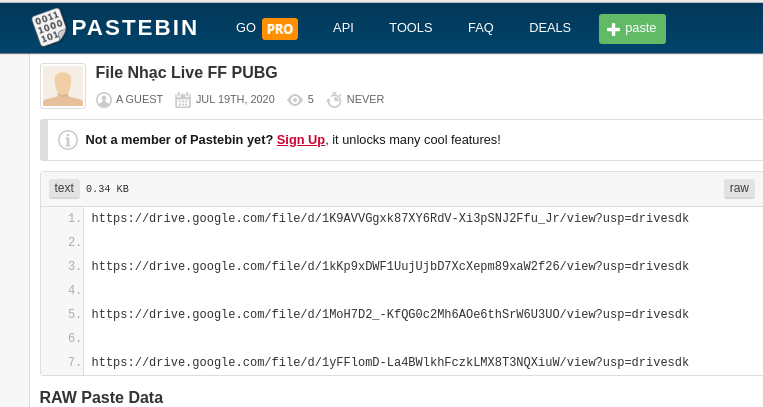 0011
1000
101
PASTEBIN
GO PRO API TOOLS FAQ DEALS + paste
File Nhạc Live FF PUBG
A GUEST JUL 19TH, 2020 5 NEVER
Not a member of Pastebin yet? Sign Up, it unlocks many cool features!
text 0.34 KB raw
1. https://drive.google.com/file/d/1K9AVVGgxk87XY6RdV-Xi3pSNJ2Ffu_Jr/view?usp=drivesdk
2.
3. https://drive.google.com/file/d/1kKp9xDWF1UujUjbD7XcXepm89xaW2f26/view?usp=drivesdk
4.
5. https://drive.google.com/file/d/1MoH7D2_-KfQG0c2Mh6AOe6thSrW6U3UO/view?usp=drivesdk
6.
7. https://drive.google.com/file/d/1yFFlomD-La4BWlkhFczkLMX8T3NQXiuW/view?usp=drivesdk
RAW Paste Data